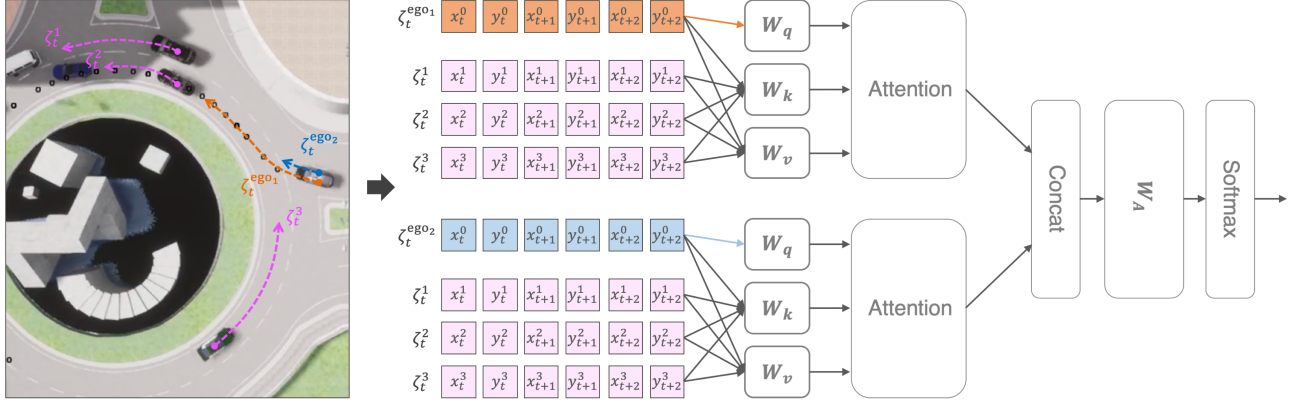 ζ_t^1
ζ_t^2
ζ_t^{ego_2}
ζ_t^{ego_1}
ζ_t^3
ζ_t^{ego_1} x_t^0 y_t^0 x_{t+1}^0 y_{t+1}^0 x_{t+2}^0 y_{t+2}^0
ζ_t^1 x_t^1 y_t^1 x_{t+1}^1 y_{t+1}^1 x_{t+2}^1 y_{t+2}^1
ζ_t^2 x_t^2 y_t^2 x_{t+1}^2 y_{t+1}^2 x_{t+2}^2 y_{t+2}^2
ζ_t^3 x_t^3 y_t^3 x_{t+1}^3 y_{t+1}^3 x_{t+2}^3 y_{t+2}^3
W_q
W_k
W_v
Attention
ζ_t^{ego_2} x_t^0 y_t^0 x_{t+1}^0 y_{t+1}^0 x_{t+2}^0 y_{t+2}^0
ζ_t^1 x_t^1 y_t^1 x_{t+1}^1 y_{t+1}^1 x_{t+2}^1 y_{t+2}^1
ζ_t^2 x_t^2 y_t^2 x_{t+1}^2 y_{t+1}^2 x_{t+2}^2 y_{t+2}^2
ζ_t^3 x_t^3 y_t^3 x_{t+1}^3 y_{t+1}^3 x_{t+2}^3 y_{t+2}^3
W_q
W_k
W_v
Attention
Concat
W_A
Softmax